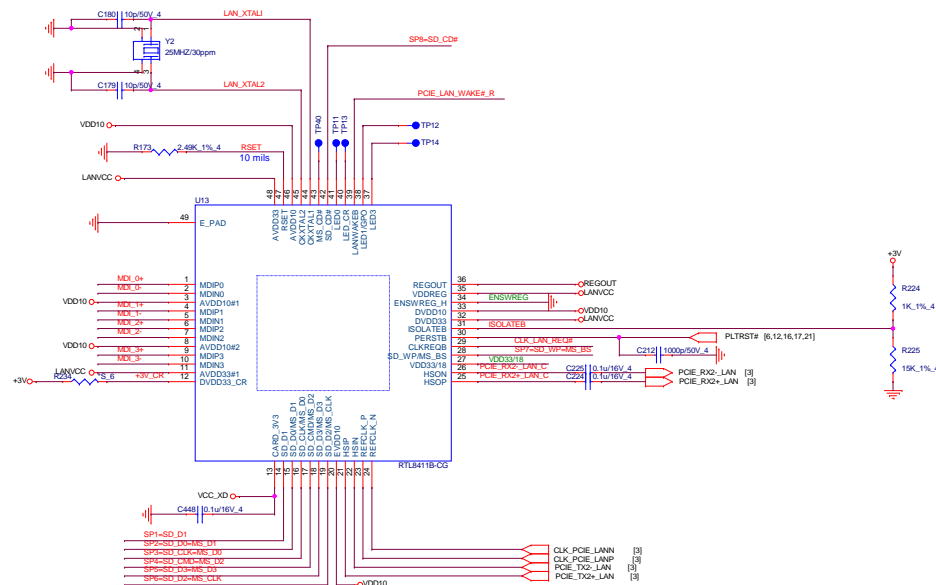 C180 10p/50V_4 LAN_XTALI
2 1
Y2
25MHZ/30ppm
4 3
C179 10p/50V_4 LAN_XTAL2
SP8=SD_CD#
PCIE_LAN_WAKE#_R
VDD10
TP40 TP11 TP13 TP12
TP14
R173 2.49K_1%_4 RSET
10 mils
LANVCC
48 47 46 45 44 43 42 41 40 39 38 37
U13
49 E_PAD
AVDD33 RSET AVDD10 CKXTAL2 CKXTAL1 MS_CD# SD_CD# LED0 LED_CR LANWAKEB LED1/GPO LED3
MDI_0+ 1 MDIP0
MDI_0- 2 MDIN0
VDD10 3 AVDD10#1
MDI_1+ 4 MDIP1
MDI_1- 5 MDIN1
MDI_2+ 6 MDIP2
MDI_2- 7 MDIN2
VDD10 8 AVDD10#2
MDI_3+ 9 MDIP3
MDI_3- 10 MDIN3
LANVCC 11 AVDD33#1
+3V R234 *S_6 +3V_CR 12 DVDD33_CR
REGOUT 36 REGOUT
VDDREG 35 LANVCC
ENSWREG_H 34 ENSWREG
DVDD10 33 VDD10
DVDD33 32 LANVCC
ISOLATEB 31 ISOLATEB
PERSTB 30 PLTRST# [6,12,16,17,21]
CLKREQB 29 CLK_LAN_REQ#
SD_WP/MS_BS 28 SP7=SD_WP=MS_BS C212 1000p/50V_4
VDD33/18 27 VDD33/18
HSON 26 PCIE_RX2-_LAN_C C225 0.1u/16V_4 PCIE_RX2-_LAN [3]
HSOP 25 PCIE_RX2+_LAN_C C224 0.1u/16V_4 PCIE_RX2+_LAN [3]
+3V
R224
1K_1%_4
R225
15K_1%_4
CARD_3V3 SD_D1 SD_D0/MS_D1 SD_CLK/MS_D0 SD_CMD/MS_D2 SD_D3/MS_D3 SD_D2/MS_CLK EVDD10 HSIP HSIN REFCLK_P REFCLK_N
RTL8411B-CG
13 14 15 16 17 18 19 20 21 22 23 24
VCC_XD
C448 0.1u/16V_4
SP1=SD_D1
SP2=SD_D0=MS_D1
SP3=SD_CLK=MS_D0
SP4=SD_CMD=MS_D2
SP5=SD_D3=MS_D3
SP6=SD_D2=MS_CLK
CLK_PCIE_LANN [3]
CLK_PCIE_LANP [3]
PCIE_TX2-_LAN [3]
PCIE_TX2+_LAN [3]
VDD10